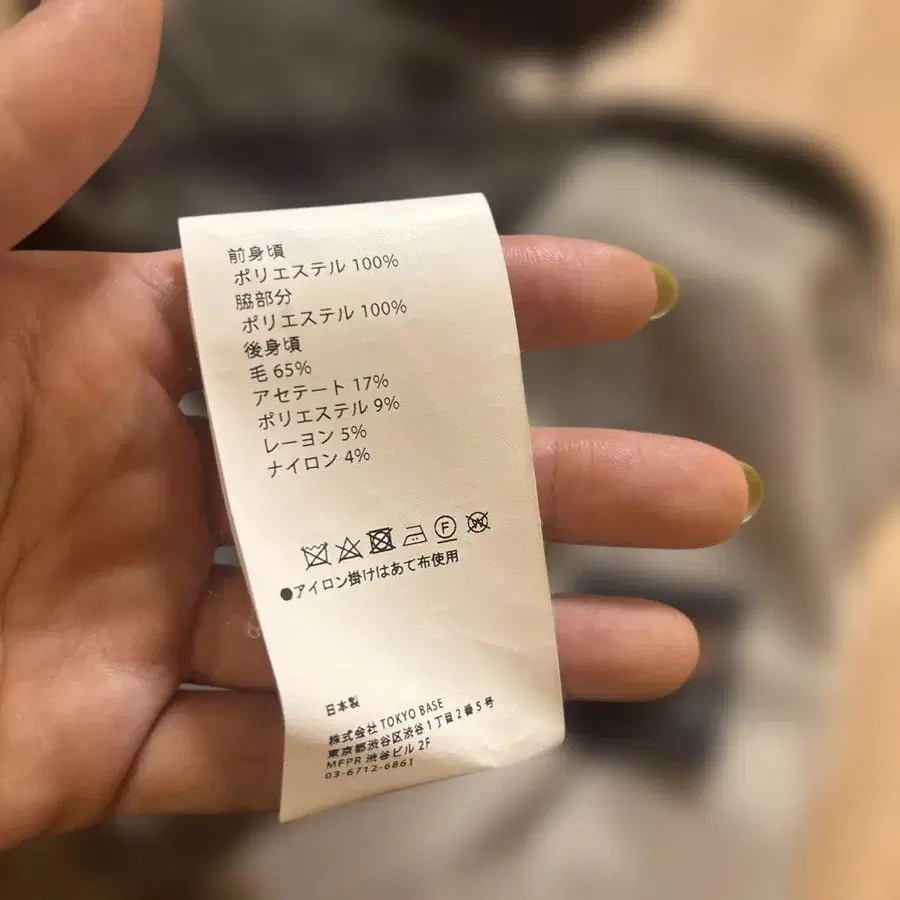 前身頃
ポリエステル 100%
脇部分
ポリエステル 100%
後身頃
毛 65%
アセテート 17%
ポリエステル 9%
レーヨン 5%
ナイロン 4%
F W
●アイロン掛けはあて布使用
日本製
株式会社 TOKYO BASE
東京都渋谷区渋谷1丁目2番5号
MFPR 渋谷ビル 2F
03-6712-6861